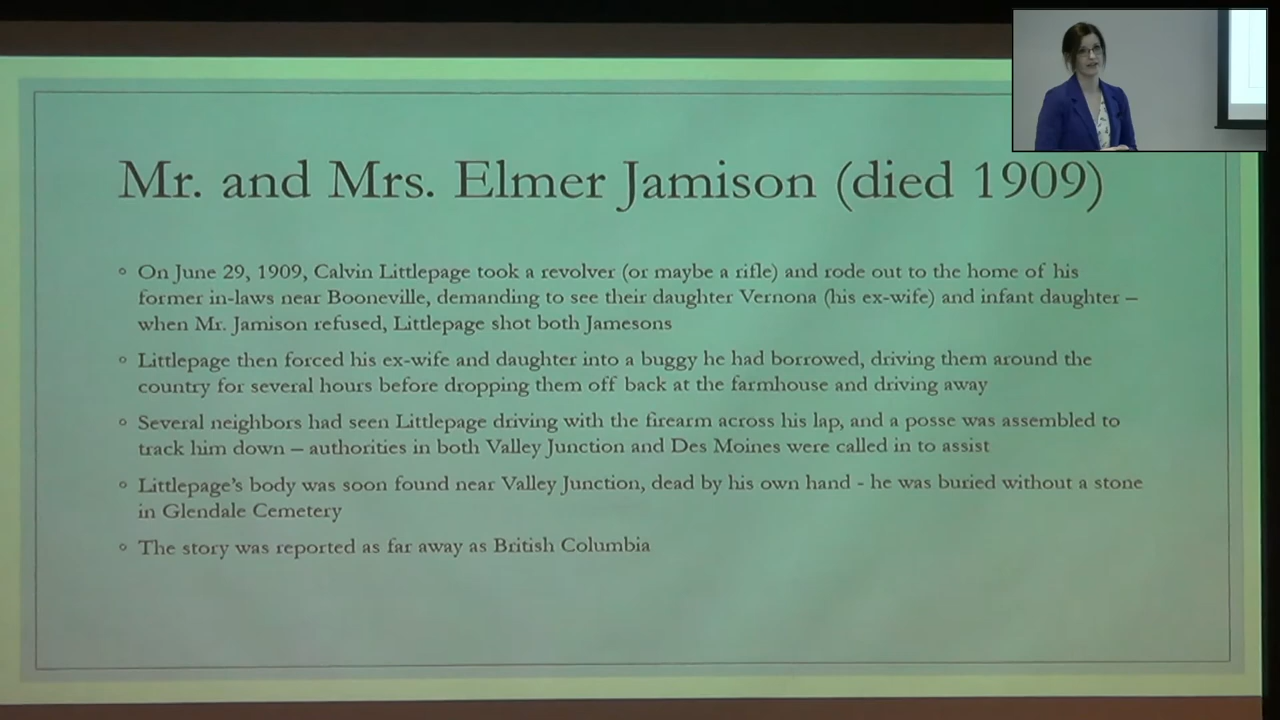 Mr. and Mrs. Elmer Jamison (died 1909)
◦ On June 29, 1909, Calvin Littlepage took a revolver (or maybe a rifle) and rode out to the home of his
former in-laws near Booneville, demanding to see their daughter Vernona (his ex-wife) and infant daughter –
when Mr. Jamison refused, Littlepage shot both Jamesons
◦ Littlepage then forced his ex-wife and daughter into a buggy he had borrowed, driving them around the
country for several hours before dropping them off back at the farmhouse and driving away
◦ Several neighbors had seen Littlepage driving with the firearm across his lap, and a posse was assembled to
track him down – authorities in both Valley Junction and Des Moines were called in to assist
◦ Littlepage's body was soon found near Valley Junction, dead by his own hand - he was buried without a stone
in Glendale Cemetery
◦ The story was reported as far away as British Columbia